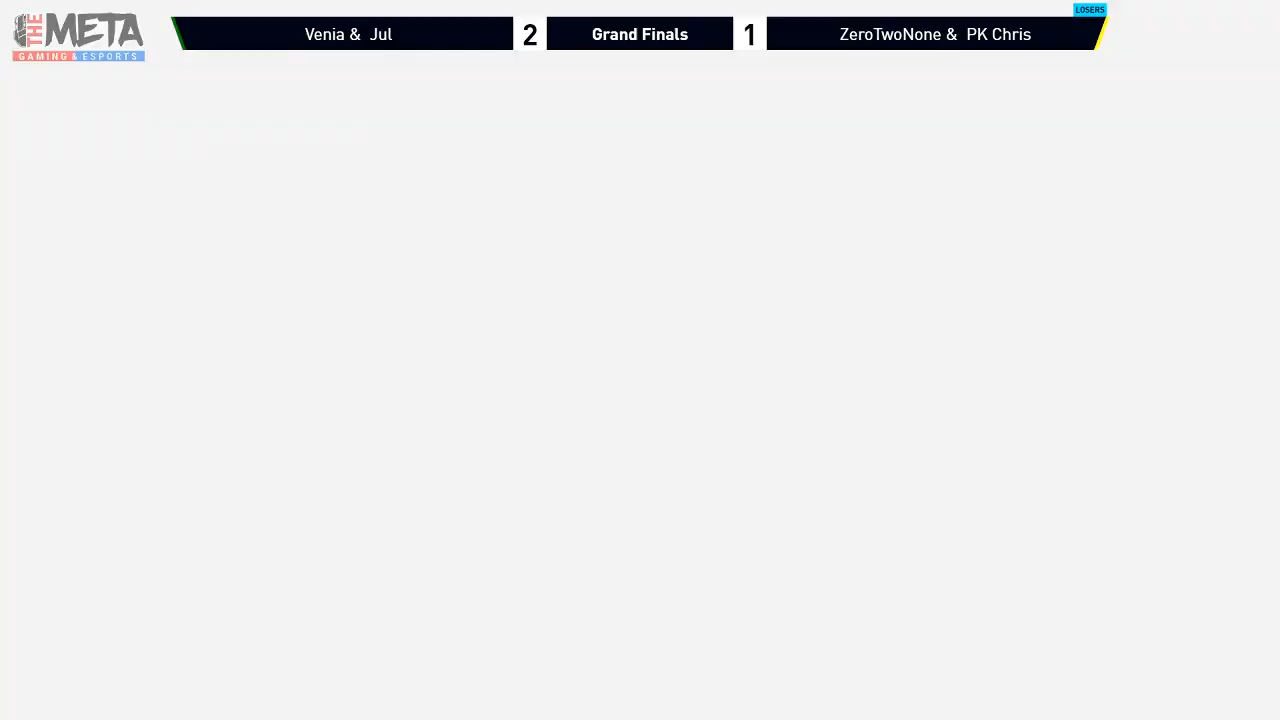 THE META
GAMING & ESPORTS
Venia & Jul
2
Grand Finals
1
ZeroTwoNone & PK Chris
LOSERS